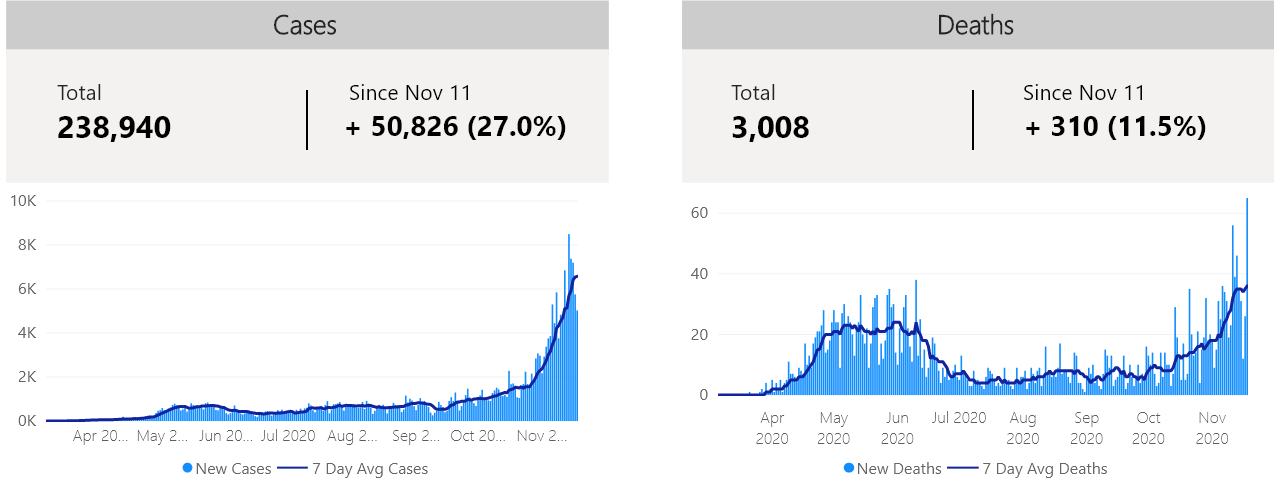 Cases
Total
Since Nov 11
238,940
+ 50,826 (27.0%)
10K
8K
6K
4K
2K
0K
Apr 20... May 2... Jun 20... Jul 2020 Aug 2... Sep 2... Oct 20... Nov 2...
New Cases 7 Day Avg Cases
Deaths
Total
Since Nov 11
3,008
+ 310 (11.5%)
60
40
20
0
Apr May Jun Jul 2020 Aug Sep Oct Nov
2020 2020 2020 2020 2020 2020 2020
New Deaths 7 Day Avg Deaths